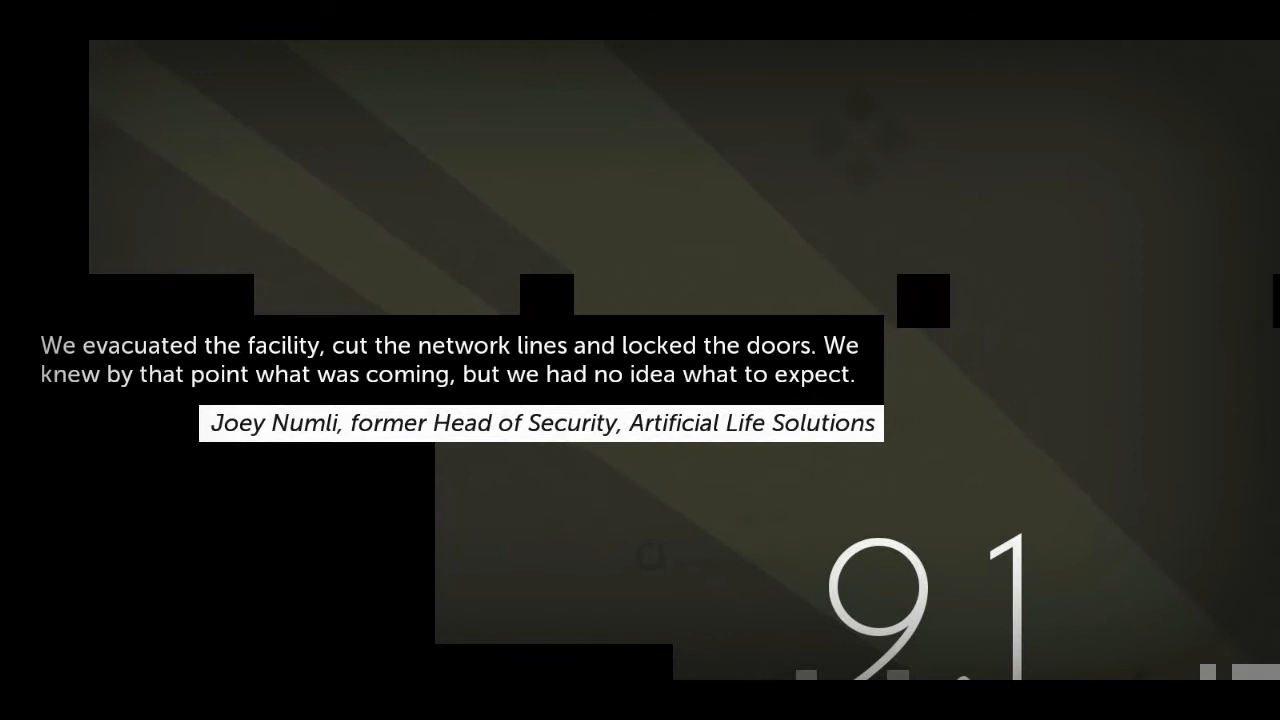 We evacuated the facility, cut the network lines and locked the doors. We
knew by that point what was coming, but we had no idea what to expect.
Joey Numli, former Head of Security, Artificial Life Solutions
9.1